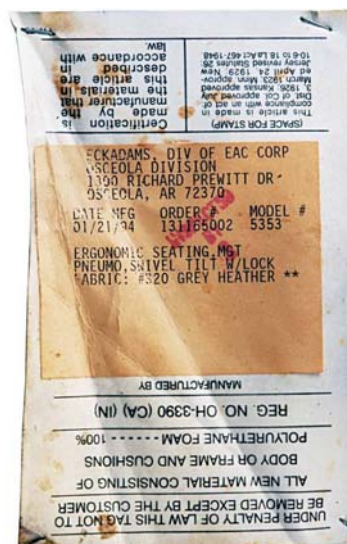 UNDER PENALTY OF LAW THIS TAG NOT TO
BE REMOVED EXCEPT BY THE CUSTOMER
ALL NEW MATERIAL CONSISTING OF
BODY OR FRAME AND CUSHIONS
POLYURETHANE FOAM ------ 100%
REG. NO. OH-3390 (CA) (IN)
MANUFACTURED BY
ECKADAMS, DIV OF EAC CORP
OSCEOLA DIVISION
RICHARD PREWITT DR
OSCEOLA, AR 72370
DATE MFG ORDER # MODEL #
01/21/94 131165002 5353
ERGONOMIC SEATING,MGT
PNEUMO,SWIVEL TILT W/LOCK
FABRIC: #320 GREY HEATHER **
(SPACE FOR STAMP)
This article is made in
compliance with an act of:
Dist of Col. approved July
3, 1926; Kansas approved
March 1923; Minn. approv-
ed April 24, 1929; New
Jersey revised Statutes 26:
10-6 to 18 La Act 467-1948
Certification is
made by the
manufacturer that
the materials in
this article are
described in
accordance with
law.